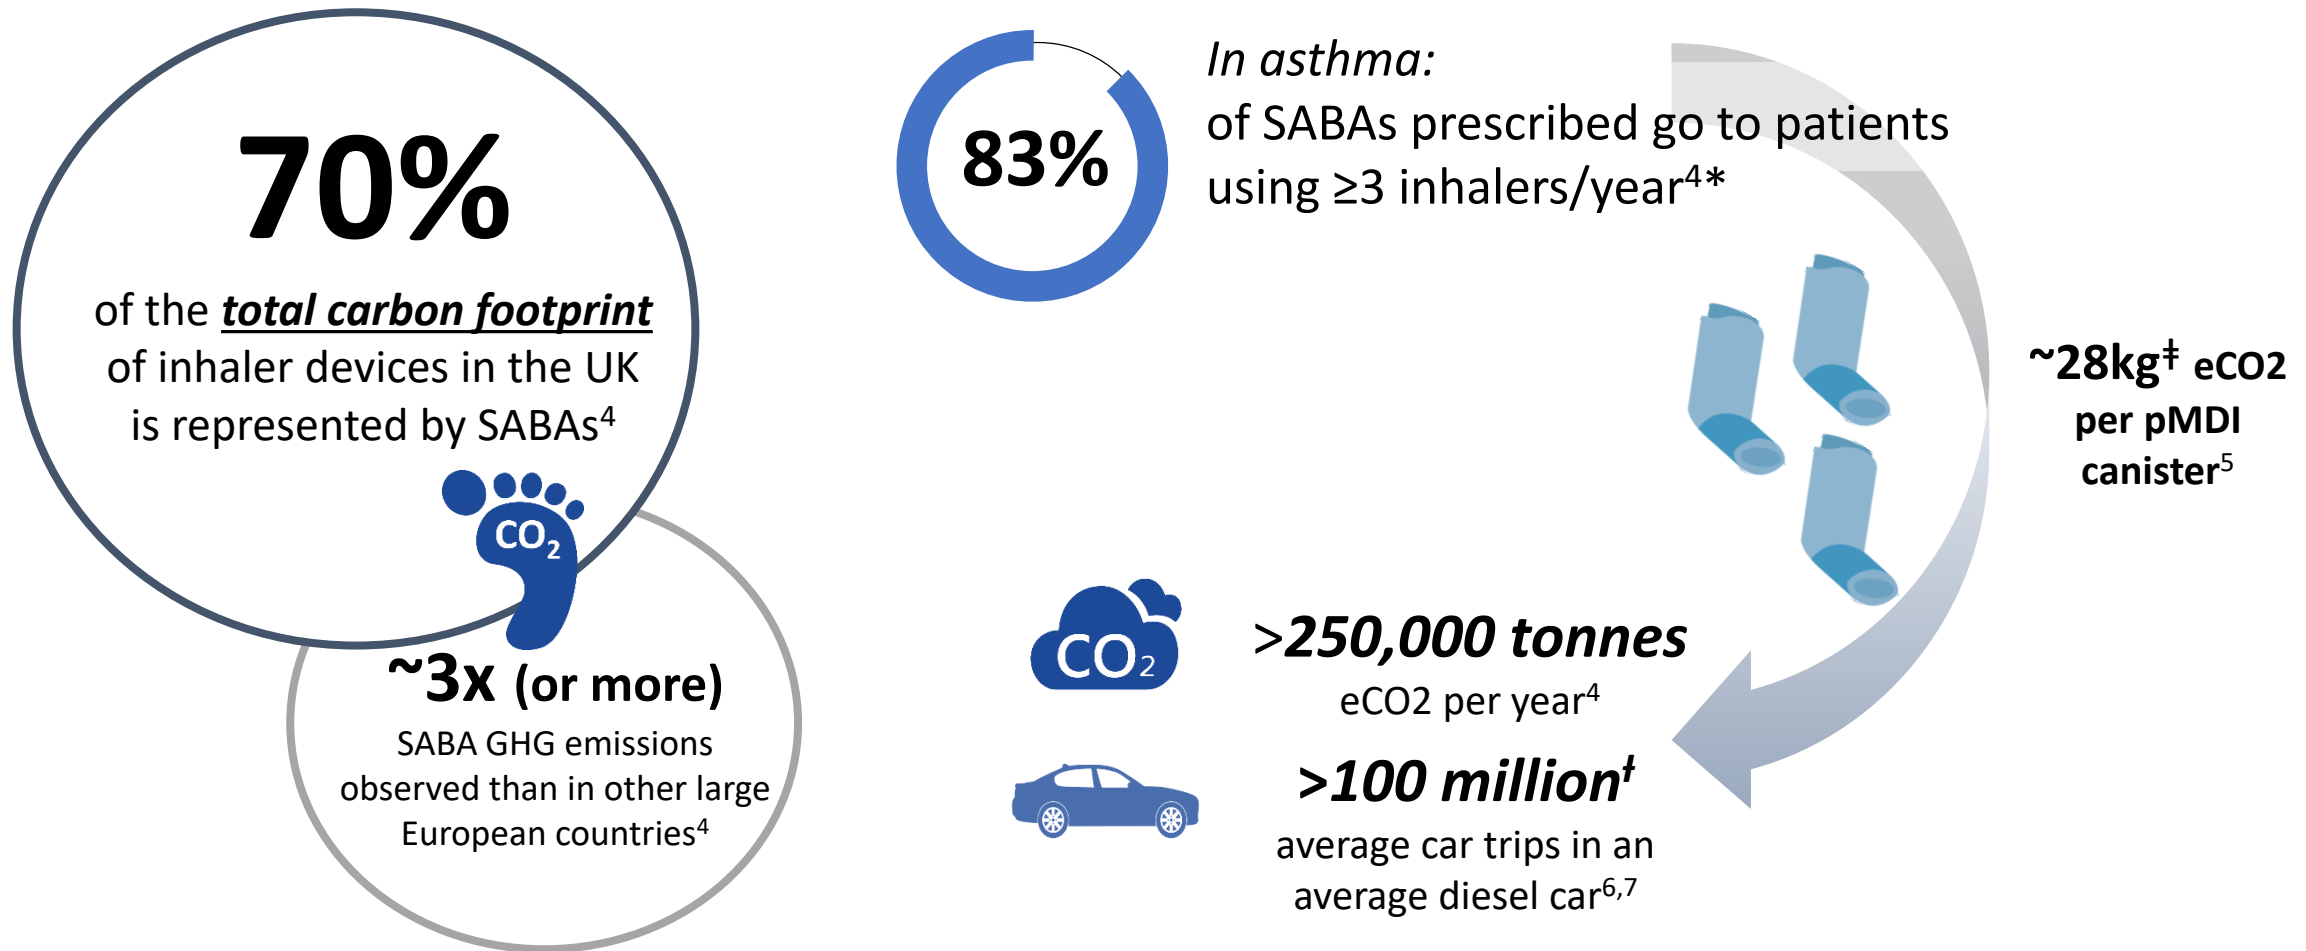 70%
of the total carbon footprint
of inhaler devices in the UK
is represented by SABAs⁴
CO₂
~3x (or more)
SABA GHG emissions
observed than in other large
European countries⁴
83%
In asthma:
of SABAs prescribed go to patients
using ≥3 inhalers/year⁴*
~28kg‡ eCO2
per pMDI
canister⁵
CO₂
>250,000 tonnes
eCO2 per year⁴
>100 million†
average car trips in an
average diesel car⁶,⁷